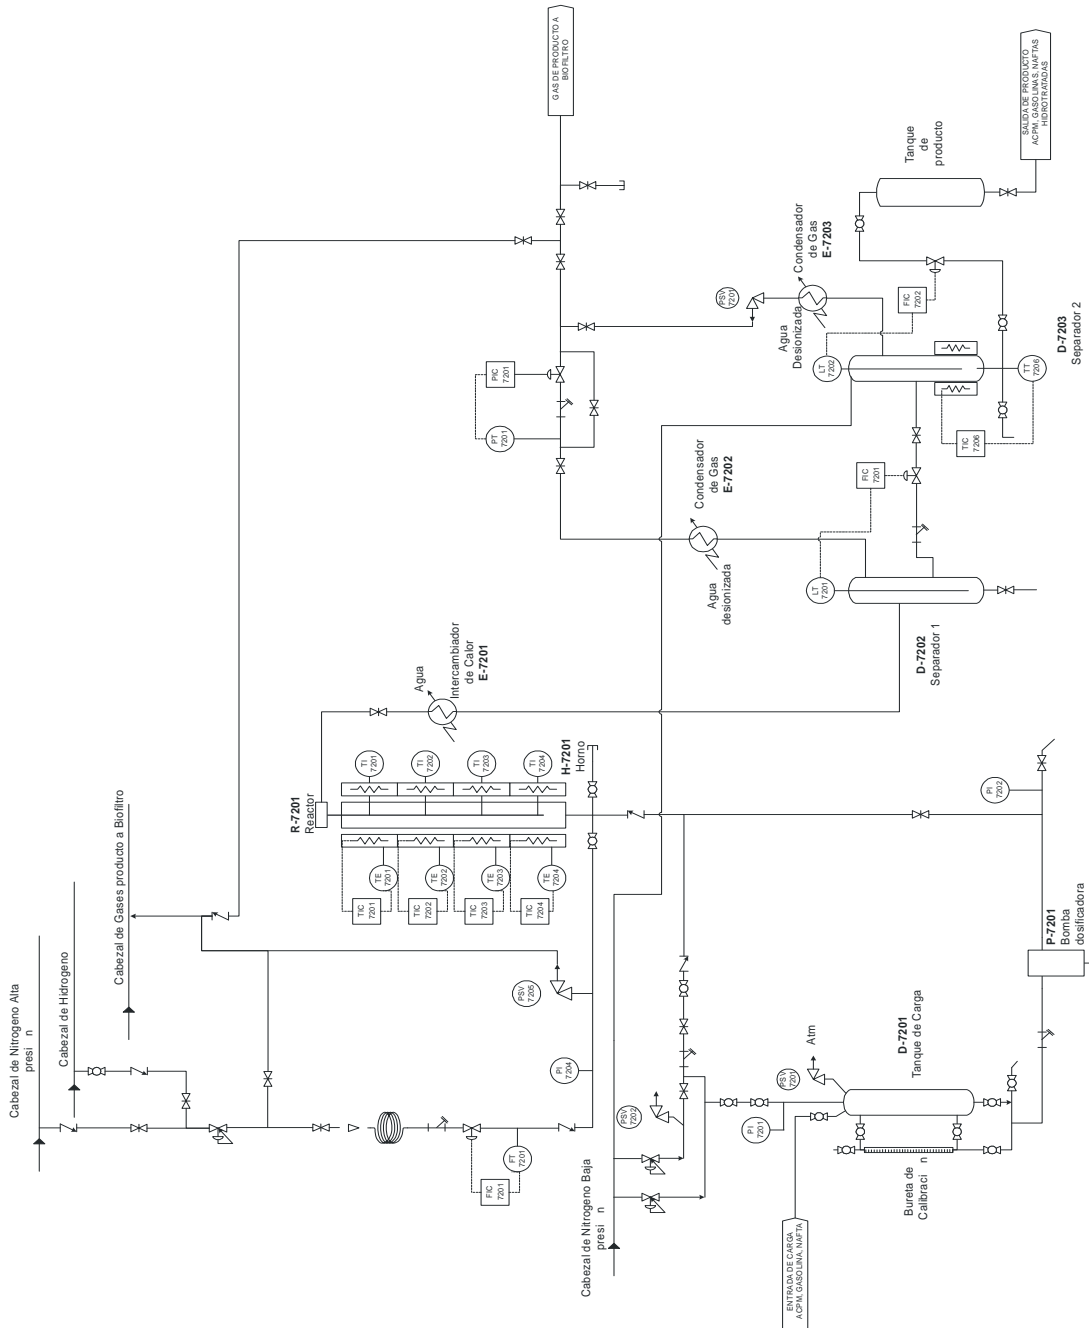 Cabezal de Nitrogeno Alta
presi n
Cabezal de Hidrogeno
Cabezal de Gases producto a Biofiltro
GAS DE PRODUCTO A
BIOFILTRO
SALIDA DE PRODUCTO
ACPM, GASOLINAS, NAFTAS
HIDROTRATADAS
Tanque
de
producto
Condensador
de Gas
E-7203
Agua
Desionizada
PSV
7201
FIC
7202
LT
7202
D-7203
Separador 2
TT
7206
TIC
7206
PIC
7201
PT
7201
Condensador
de Gas
E-7202
Agua
desionizada
FIC
7201
LT
7201
D-7202
Separador 1
Agua
Intercambiador
de Calor
E-7201
R-7201
Reactor
TI
7201
TI
7202
TI
7203
TI
7204
H-7201
Horno
TE
7201
TE
7202
TE
7203
TE
7204
TIC
7201
TIC
7202
TIC
7203
TIC
7204
PSV
7205
PI
7204
FT
7201
FIC
7201
Cabezal de Nitrogeno Baja
presi n
PSV
7202
PI
7202
P-7201
Bomba
dosificadora
Atm
PSV
7201
D-7201
Tanque de Carga
PI
7201
Bureta de
Calibraci n
ENTRADA DE CARGA
ACPM, GASOLINA, NAFTA